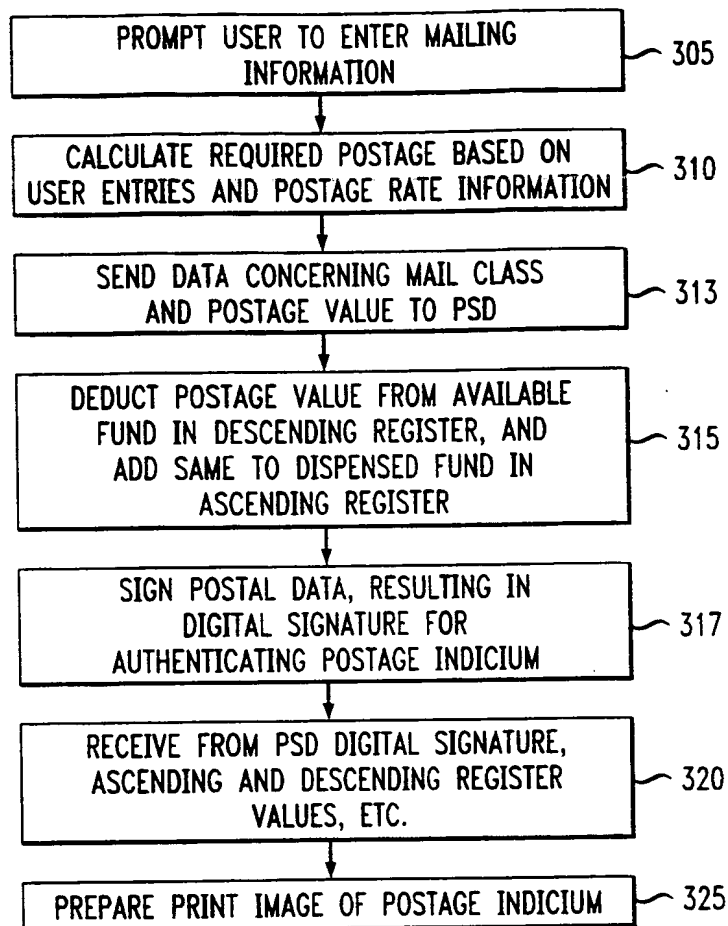 PROMPT USER TO ENTER MAILING
INFORMATION
305
CALCULATE REQUIRED POSTAGE BASED ON
USER ENTRIES AND POSTAGE RATE INFORMATION
310
SEND DATA CONCERNING MAIL CLASS
AND POSTAGE VALUE TO PSD
313
DEDUCT POSTAGE VALUE FROM AVAILABLE
FUND IN DESCENDING REGISTER, AND
ADD SAME TO DISPENSED FUND IN
ASCENDING REGISTER
315
SIGN POSTAL DATA, RESULTING IN
DIGITAL SIGNATURE FOR
AUTHENTICATING POSTAGE INDICIUM
317
RECEIVE FROM PSD DIGITAL SIGNATURE,
ASCENDING AND DESCENDING REGISTER
VALUES, ETC.
320
PREPARE PRINT IMAGE OF POSTAGE INDICIUM
325